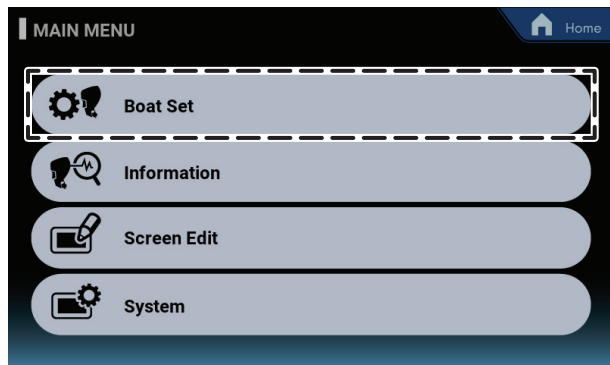 MAIN MENU
Home
Boat Set
Information
Screen Edit
System